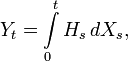 Y_t = \int_0^t H_s \, dX_s,